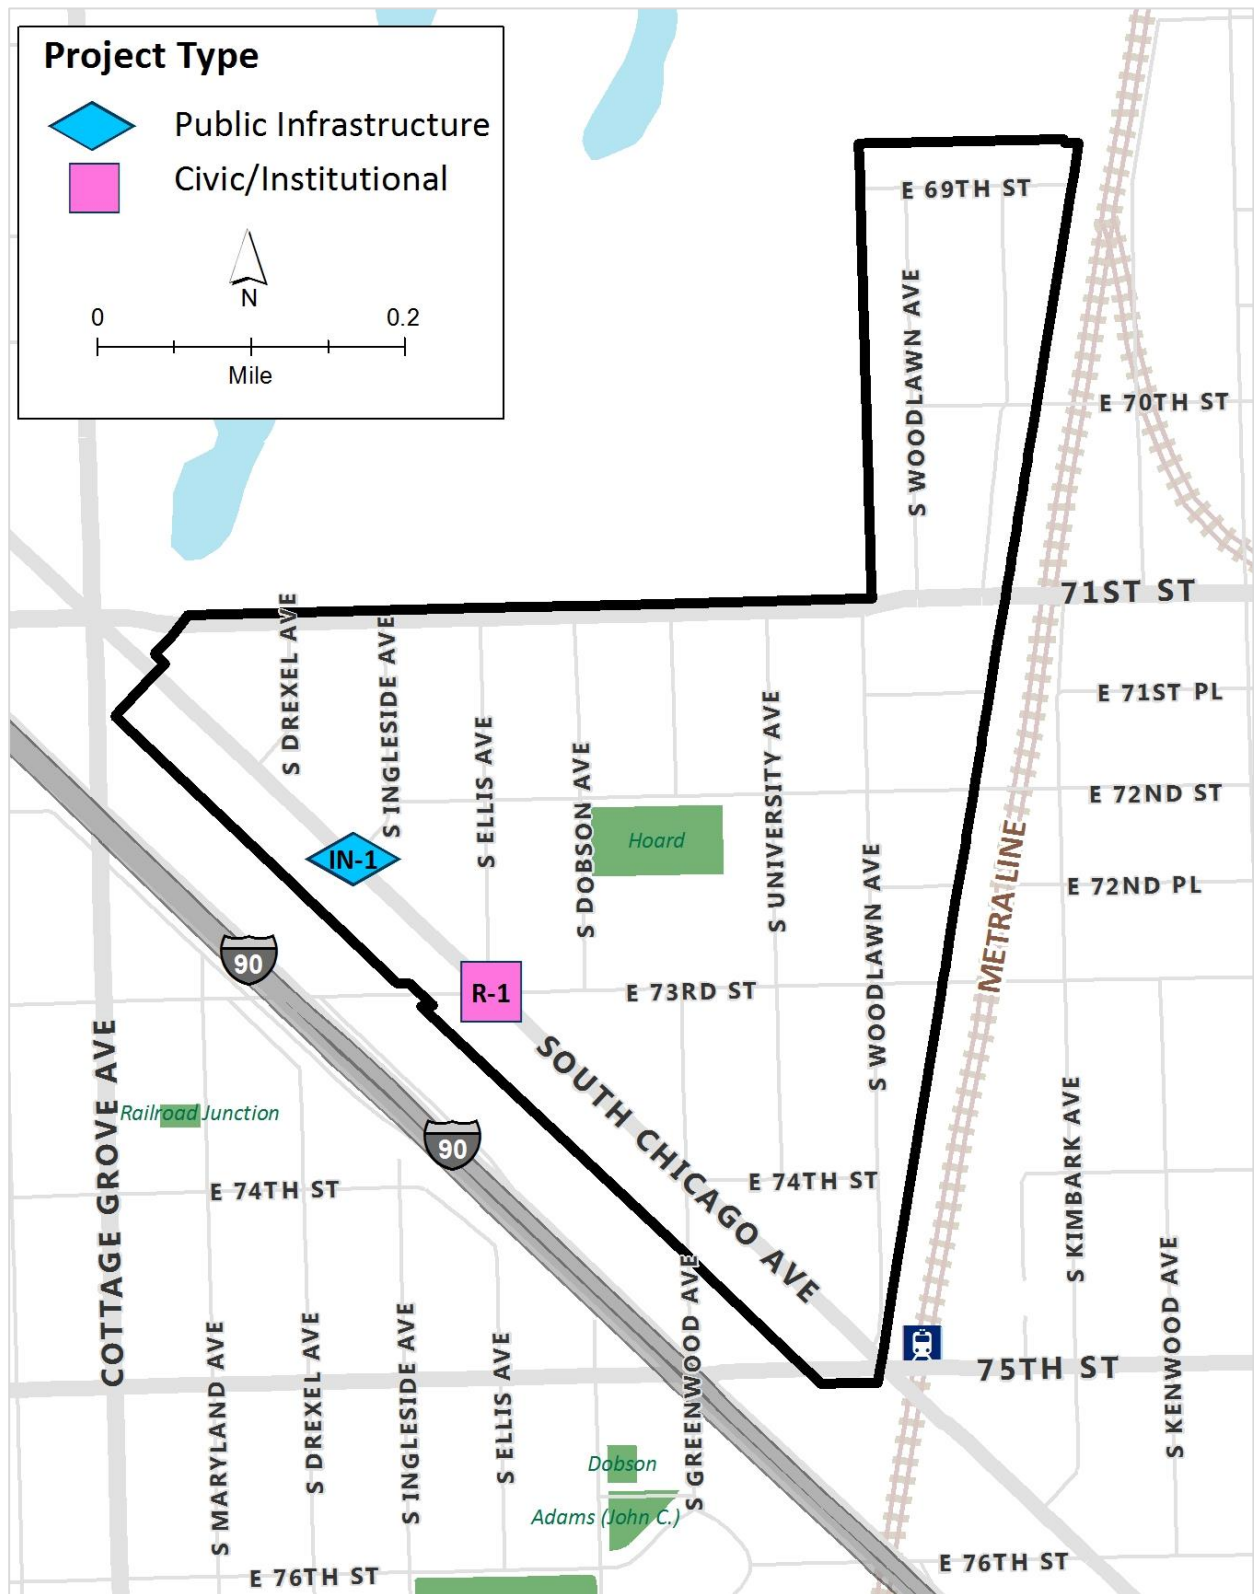 Project Type
Public Infrastructure
Civic/Institutional
N
0 0.2
Mile
E 69TH ST
S WOODLAWN AVE
E 70TH ST
71ST ST
S DREXEL AVE
S INGLESIDE AVE
E 71ST PL
S ELLIS AVE
S DOBSON AVE
S UNIVERSITY AVE
E 72ND ST
Hoard
IN-1
S WOODLAWN AVE
METRA LINE
E 72ND PL
90
R-1
E 73RD ST
SOUTH CHICAGO AVE
COTTAGE GROVE AVE
Railroad Junction
90
E 74TH ST
E 74TH ST
S KIMBARK AVE
S GREENWOOD AVE
S KENWOOD AVE
75TH ST
S MARYLAND AVE
S DREXEL AVE
S INGLESIDE AVE
S ELLIS AVE
Dobson
Adams (John C.)
E 76TH ST
E 76TH ST